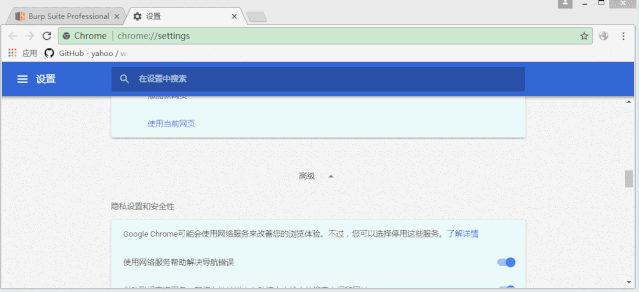 Burp Suite Professional
设置
Chrome | chrome://settings
应用
GitHub - yahoo /
设置
在设置中搜索
使用当前网页
高级
隐私设置和安全性
Google Chrome可能会使用网络服务来改善您的浏览体验。不过，您可以选择停用这些服务。了解详情
使用网络服务帮助解决导航错误